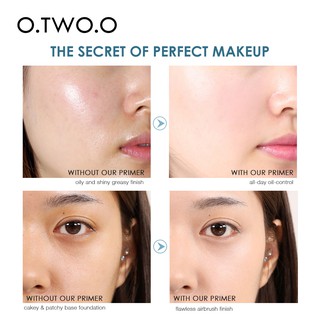 O.TWO.O
THE SECRET OF PERFECT MAKEUP
WITHOUT OUR PRIMER
oily and shiny greasy finish
WITH OUR PRIMER
all-day oil-control
WITHOUT OUR PRIMER
cakey & patchy base foundation
WITH OUR PRIMER
flawless airbrush finish